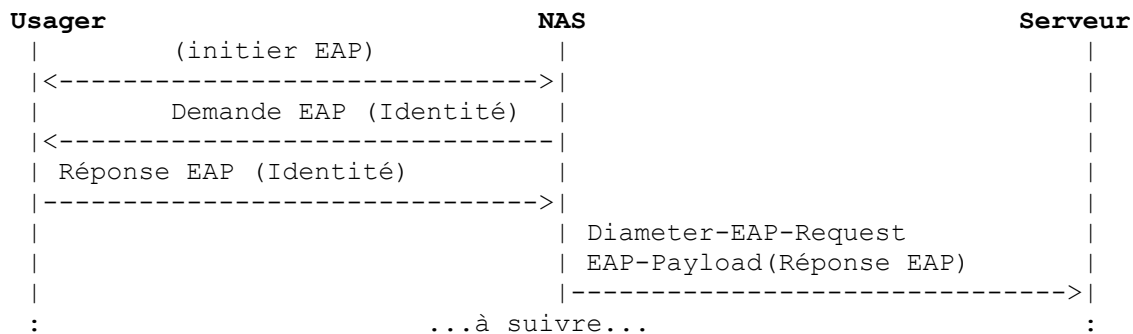 Usager NAS Serveur
| (initier EAP) | |
|<------------------------------>| |
| Demande EAP (Identité) | |
|<-------------------------------| |
| Réponse EAP (Identité) | |
|------------------------------->| |
| | Diameter-EAP-Request |
| | EAP-Payload(Réponse EAP) |
| |------------------------------->|
: ...à suivre... :